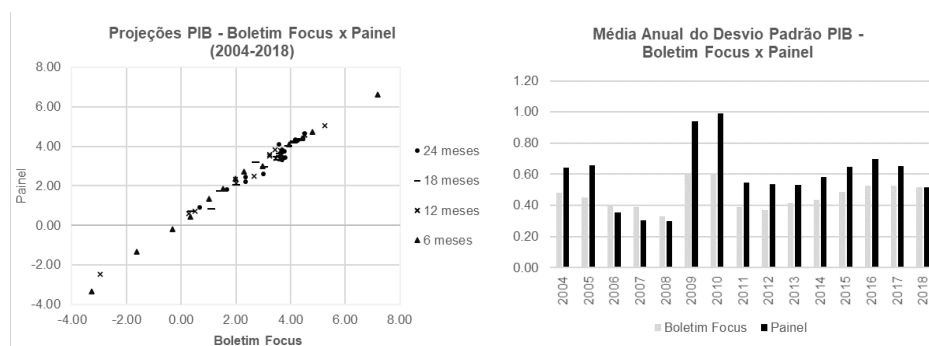 Projeções PIB - Boletim Focus x Painel
(2004-2018)
8.00
6.00
4.00
2.00
0.00
-2.00
-4.00
Painel
-4.00 -2.00 0.00 2.00 4.00 6.00 8.00
Boletim Focus
24 meses
18 meses
12 meses
6 meses
Média Anual do Desvio Padrão PIB -
Boletim Focus x Painel
1.20
1.00
0.80
0.60
0.40
0.20
0.00
2004 2005 2006 2007 2008 2009 2010 2011 2012 2013 2014 2015 2016 2017 2018
Boletim Focus Painel